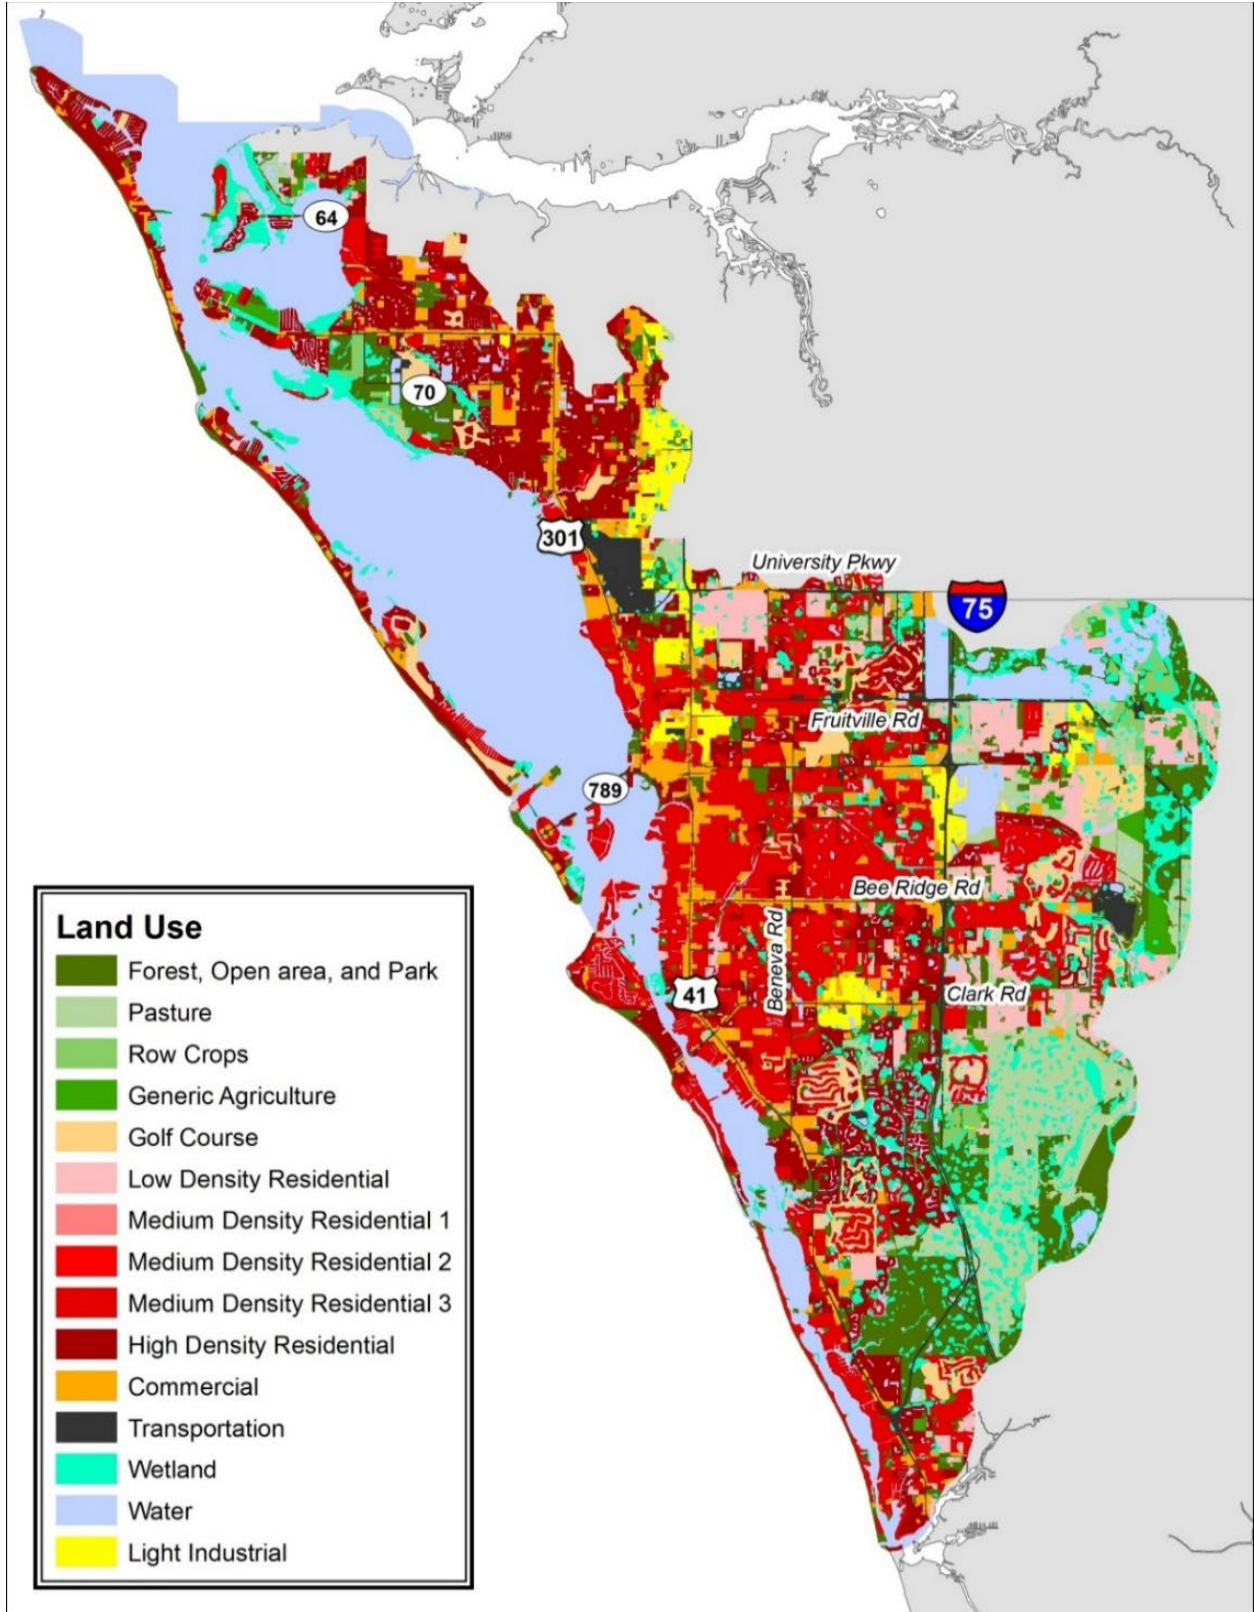 64
70
301
University Pkwy
75
Fruitville Rd
789
Bee Ridge Rd
Beneva Rd
41
Clark Rd
Land Use
Forest, Open area, and Park
Pasture
Row Crops
Generic Agriculture
Golf Course
Low Density Residential
Medium Density Residential 1
Medium Density Residential 2
Medium Density Residential 3
High Density Residential
Commercial
Transportation
Wetland
Water
Light Industrial